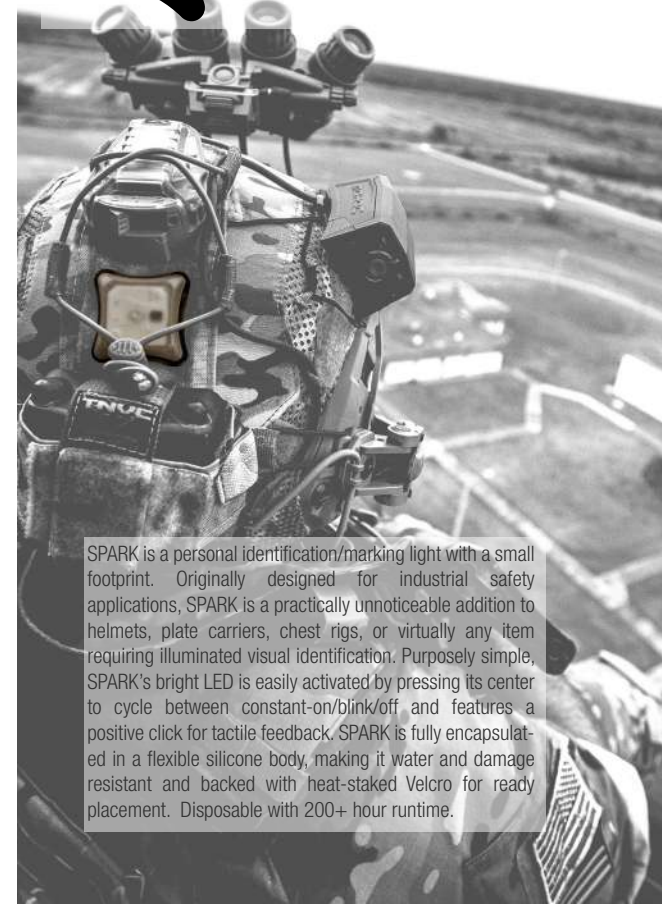 TNVC
SPARK is a personal identification/marking light with a small
footprint. Originally designed for industrial safety
applications, SPARK is a practically unnoticeable addition to
helmets, plate carriers, chest rigs, or virtually any item
requiring illuminated visual identification. Purposely simple,
SPARK's bright LED is easily activated by pressing its center
to cycle between constant-on/blink/off and features a
positive click for tactile feedback. SPARK is fully encapsulat-
ed in a flexible silicone body, making it water and damage
resistant and backed with heat-staked Velcro for ready
placement. Disposable with 200+ hour runtime.